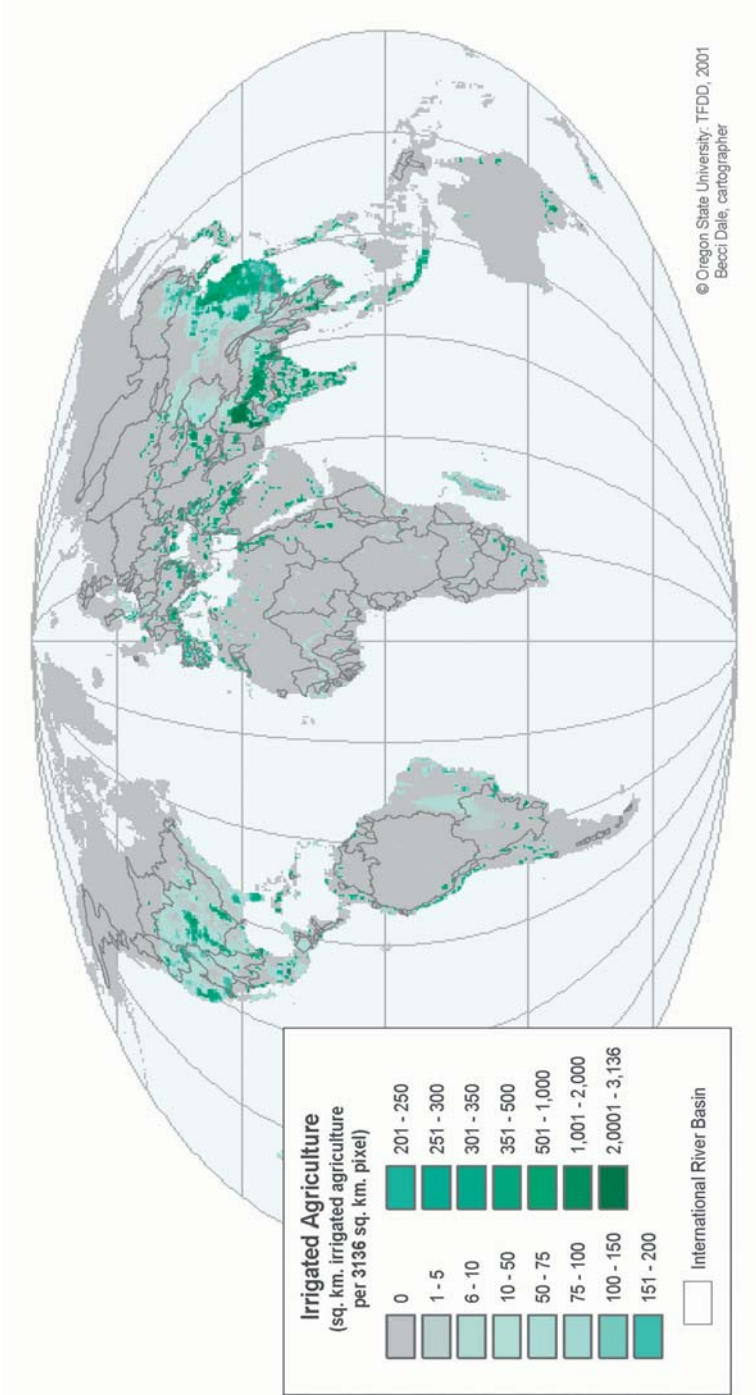 Irrigated Agriculture
(sq. km. irrigated agriculture
per 3136 sq. km. pixel)
0
1 - 5
6 - 10
10 - 50
50 - 75
75 - 100
100 - 150
151 - 200
201 - 250
251 - 300
301 - 350
351 - 500
501 - 1,000
1,001 - 2,000
2,0001 - 3,136
International River Basin
© Oregon State University: TFDD, 2001
Becci Dale, cartographer